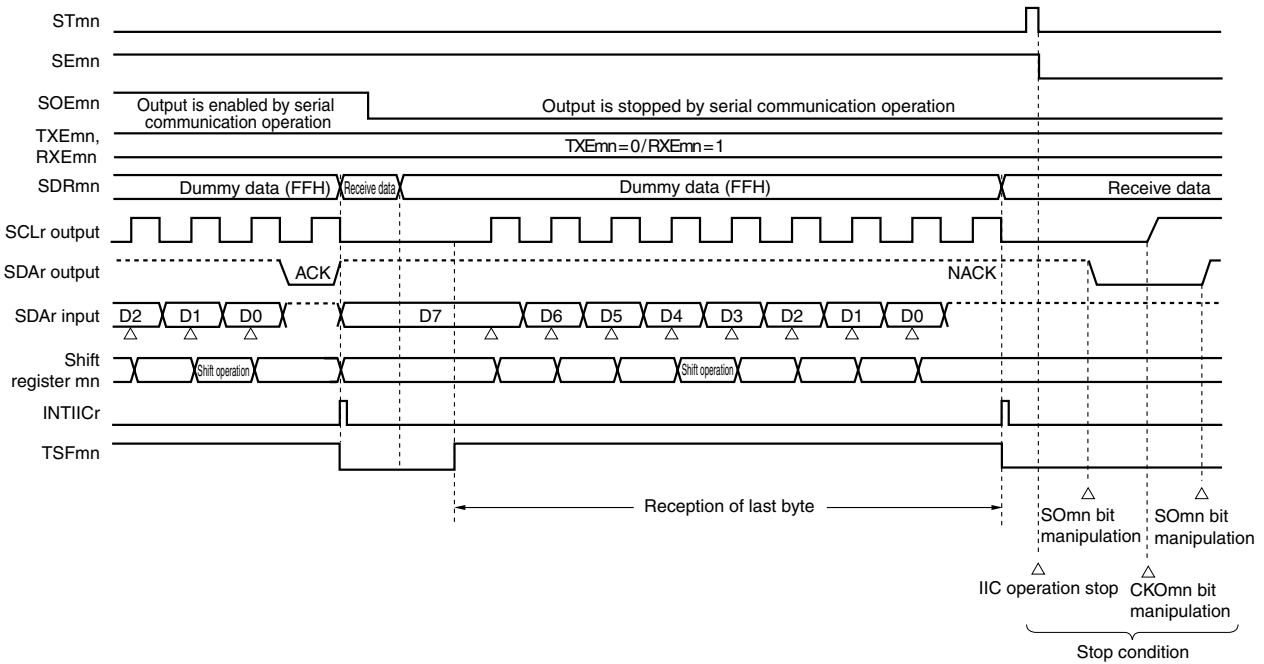 STmn
SEmn
SOEmn
Output is enabled by serial
communication operation
Output is stopped by serial communication operation
TXEmn,
RXEmn
TXEmn=0/RXEmn=1
SDRmn
Dummy data (FFH)
Receive data
Dummy data (FFH)
Receive data
SCLr output
SDAr output
ACK
NACK
SDAr input
D2
D1
D0
D7
D6
D5
D4
D3
D2
D1
D0
Shift
register mn
Shift operation
Shift operation
INTIICr
TSFmn
Reception of last byte
SOmn bit
manipulation
SOmn bit
manipulation
IIC operation stop
CKOmn bit
manipulation
Stop condition